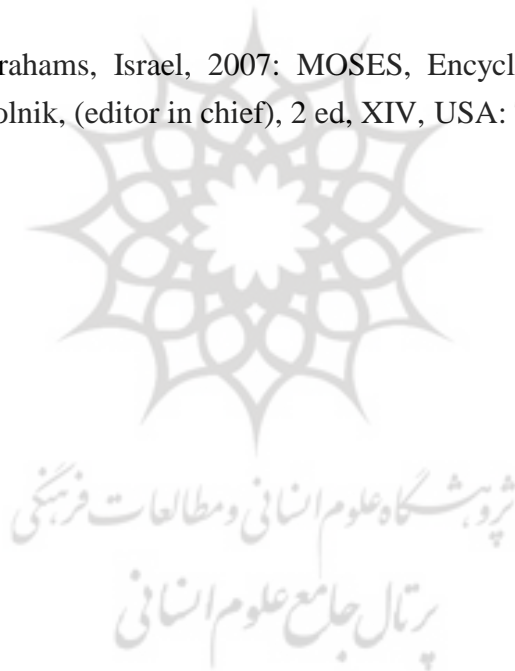 rahams, Israel, 2007: MOSES, Encycl
olnik, (editor in chief), 2 ed, XIV, USA:
پژوهشگاه علوم انسانی و مطالعات فرهنگی
پرتال جامع علوم انسانی